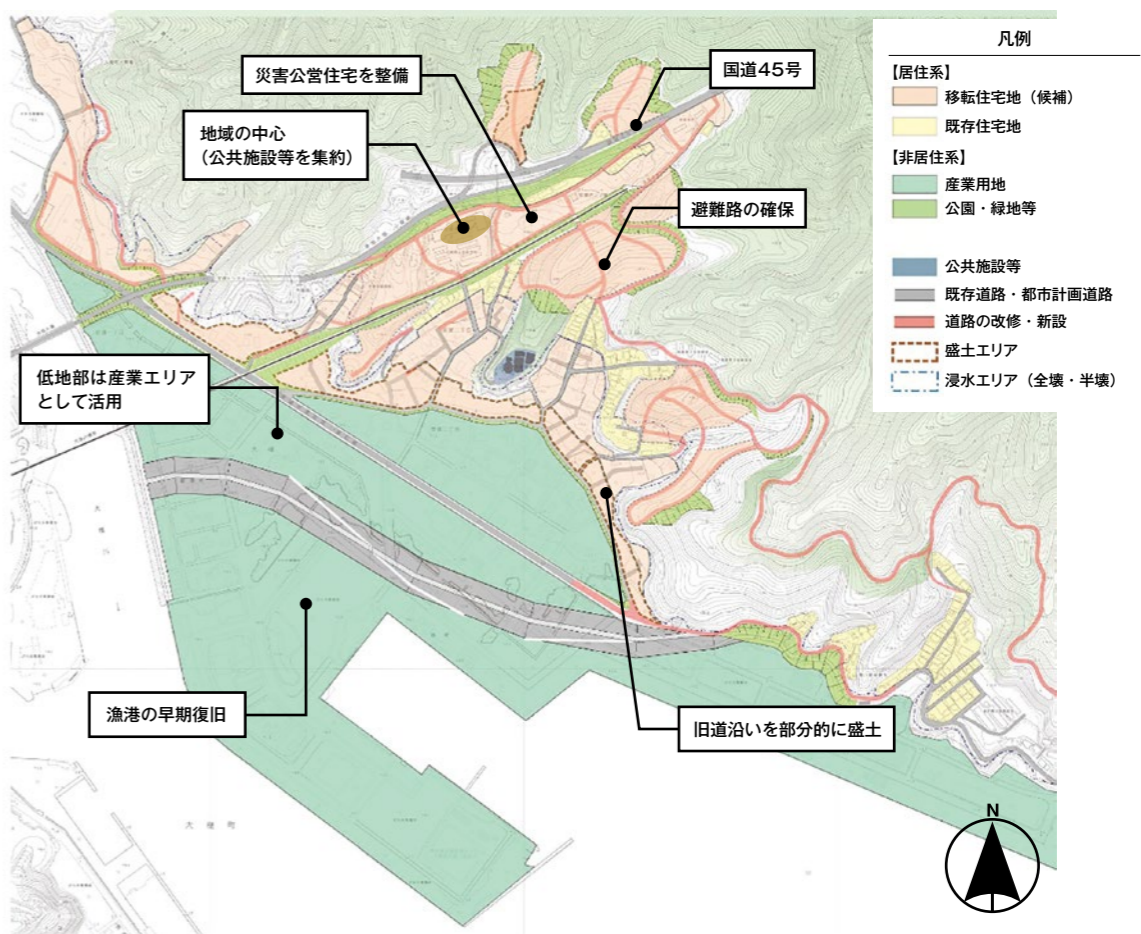 災害公営住宅を整備
国道45号
地域の中心
（公共施設等を集約）
避難路の確保
低地部は産業エリア
として活用
漁港の早期復旧
旧道沿いを部分的に盛土
凡例
【居住系】
移転住宅地（候補）
既存住宅地
【非居住系】
産業用地
公園・緑地等
公共施設等
既存道路・都市計画道路
道路の改修・新設
盛土エリア
浸水エリア（全壊・半壊）
大槌町
N